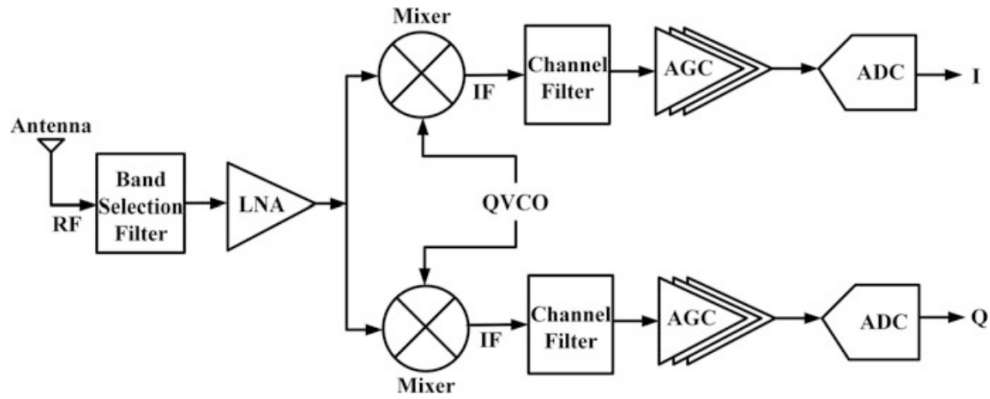 Mixer
IF
Channel
Filter
AGC
ADC
I
Antenna
RF
Band
Selection
Filter
LNA
QVCO
IF
Channel
Filter
AGC
ADC
Q
Mixer